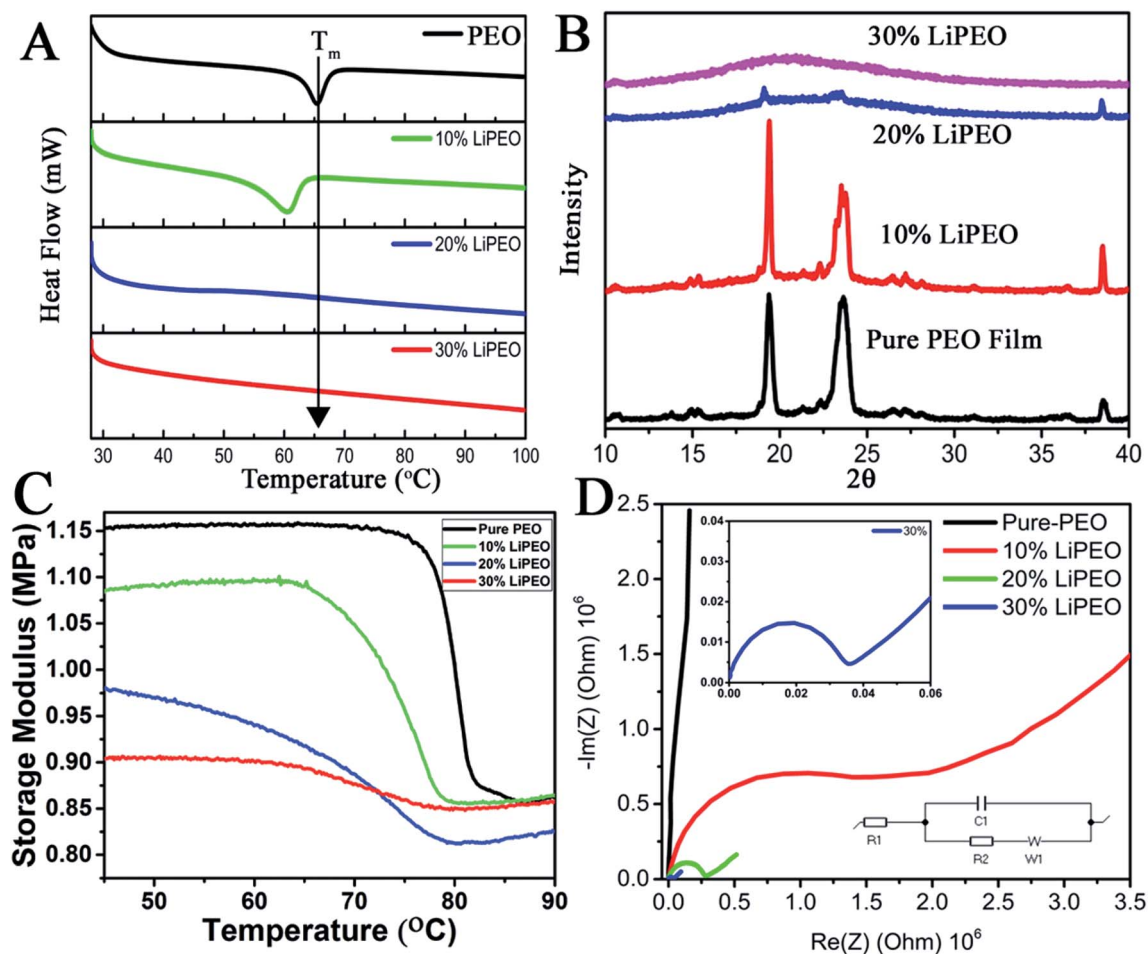 A
T_m
PEO
10% LiPEO
20% LiPEO
30% LiPEO
Heat Flow (mW)
30 40 50 60 70 80 90 100
Temperature (°C)
B
30% LiPEO
20% LiPEO
10% LiPEO
Pure PEO Film
Intensity
10 15 20 25 30 35 40
2θ
C
Pure PEO
10% LiPEO
20% LiPEO
30% LiPEO
1.15
1.10
1.05
1.00
0.95
0.90
0.85
0.80
Storage Modulus (MPa)
50 60 70 80 90
Temperature (°C)
D
2.5
2.0
1.5
1.0
0.5
0.0
-Im(Z) (Ohm) 10^6
Pure-PEO
10% LiPEO
20% LiPEO
30% LiPEO
30%
0.04
0.03
0.01
0.00
0.00 0.02 0.04 0.06
R1
C1
R2
W
W1
0.0 0.5 1.0 1.5 2.0 2.5 3.0 3.5
Re(Z) (Ohm) 10^6